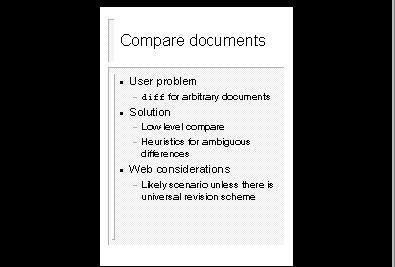 Compare documents
User problem
diff for arbitrary documents
Solution
Low level compare
Heuristics for ambiguous
differences
Web considerations
Likely scenario unless there is
universal revision scheme